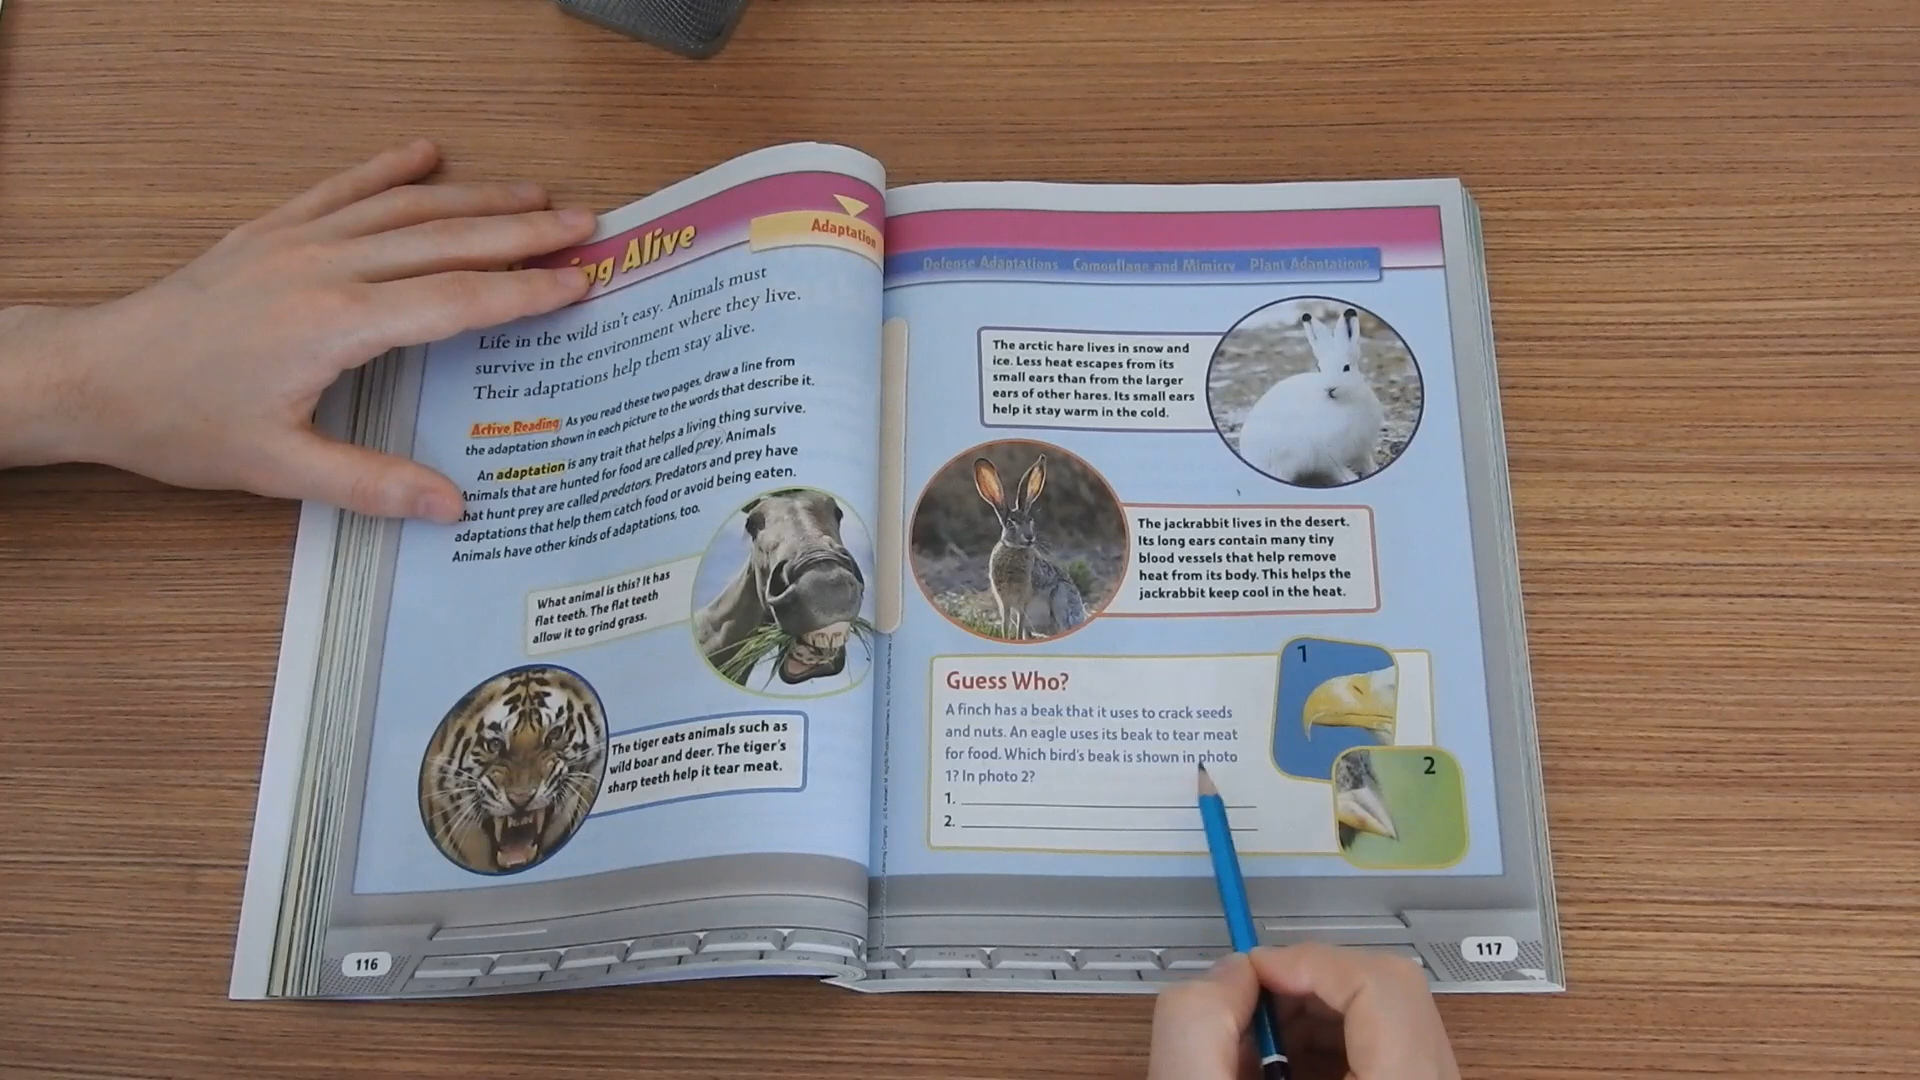 ng Alive
Adaptation
Life in the wild isn't easy. Animals must
survive in the environment where they live.
Their adaptations help them stay alive.
Active Reading As you read these two pages, draw a line from
the adaptation shown in each picture to the words that describe it.
An adaptation is any trait that helps a living thing survive.
Animals that are hunted for food are called prey. Animals
that hunt prey are called predators. Predators and prey have
adaptations that help them catch food or avoid being eaten.
Animals have other kinds of adaptations, too.
What animal is this? It has
flat teeth. The flat teeth
allow it to grind grass.
The tiger eats animals such as
wild boar and deer. The tiger's
sharp teeth help it tear meat.
116
Defense Adaptations Camouflage and Mimicry Plant Adaptations
The arctic hare lives in snow and
ice. Less heat escapes from its
small ears than from the larger
ears of other hares. Its small ears
help it stay warm in the cold.
The jackrabbit lives in the desert.
Its long ears contain many tiny
blood vessels that help remove
heat from its body. This helps the
jackrabbit keep cool in the heat.
Guess Who?
A finch has a beak that it uses to crack seeds
and nuts. An eagle uses its beak to tear meat
for food. Which bird's beak is shown in photo
1? In photo 2?
1.
2.
1
2
117